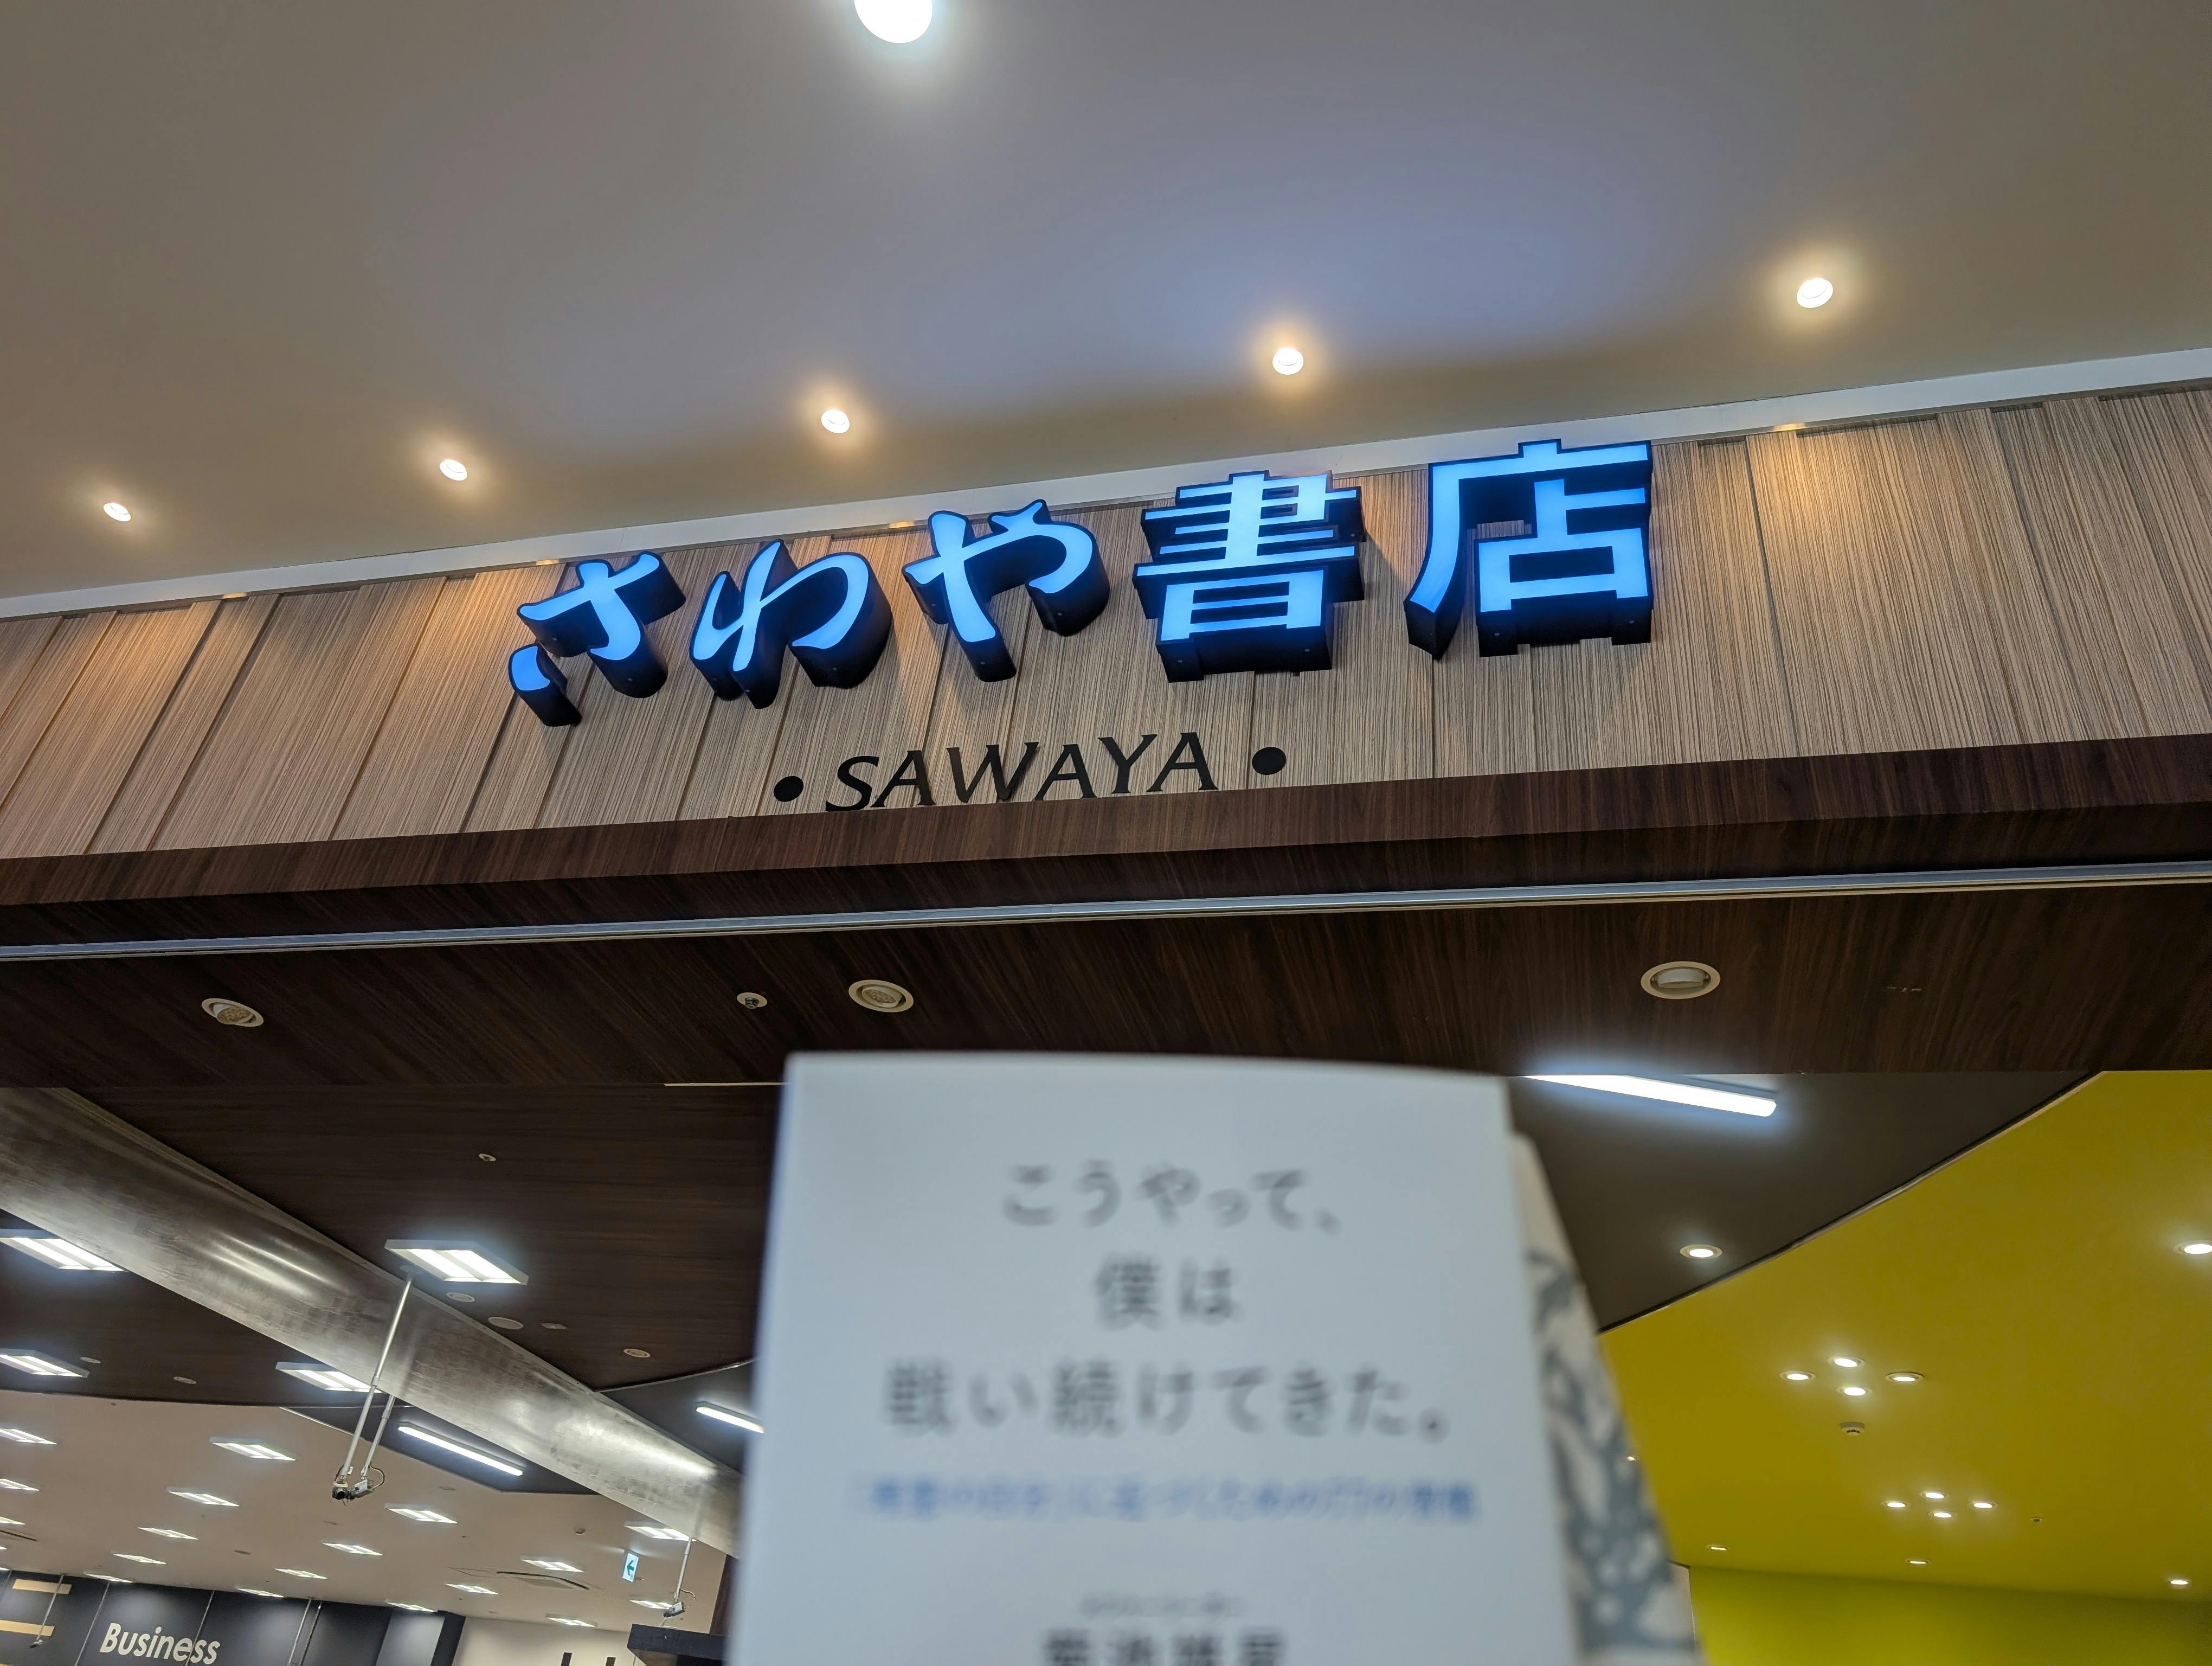 さわや書店
• SAWAYA •
こうやって、
僕は
戦い続けてきた。
Business